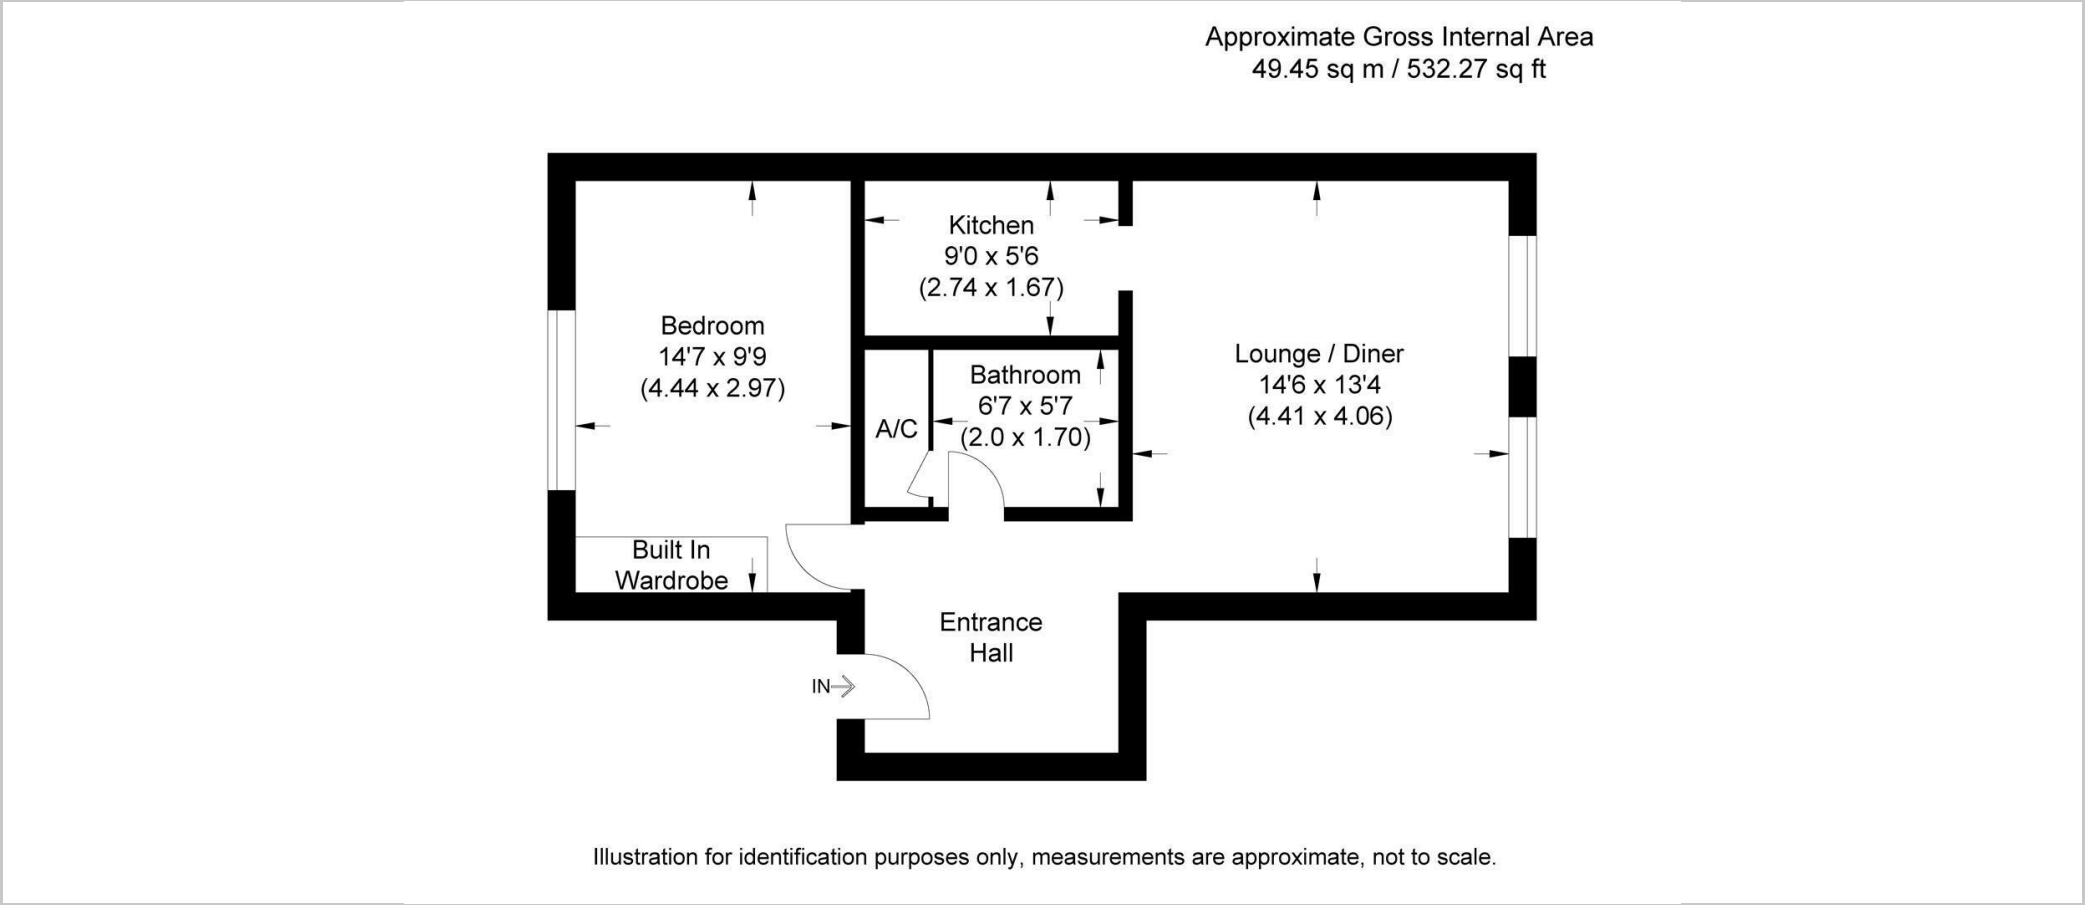 Approximate Gross Internal Area
49.45 sq m / 532.27 sq ft
Kitchen
9'0 x 5'6
(2.74 x 1.67)
Bedroom
14'7 x 9'9
(4.44 x 2.97)
Lounge / Diner
14'6 x 13'4
(4.41 x 4.06)
Bathroom
6'7 x 5'7
(2.0 x 1.70)
A/C
Built In
Wardrobe
Entrance
Hall
IN
Illustration for identification purposes only, measurements are approximate, not to scale.